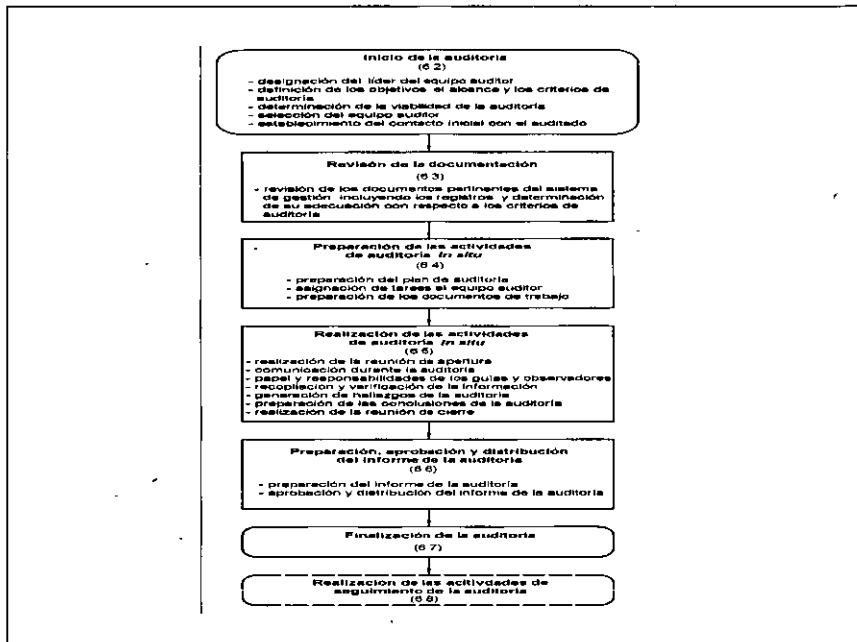 Inicio de la auditoría
(6 2)
- designación del líder del equipo auditor
- definición de los objetivos el alcance y los criterios de
auditoría
- determinación de la viabilidad de la auditoría
- selección del equipo auditor
- establecimiento del contacto inicial con el auditado
Revisón de la documentación
(6 3)
- revisión de los documentos pertinentes del sistema
de gestión incluyendo los registros y determinación
de su adecuación con respecto a los criterios de
auditoría
Preparación de las actividades
de auditoría in situ
(6 4)
- preparación del plan de auditoría
- asignación de tareas al equipo auditor
- preparación de los documentos de trabajo
Realización de las actividades
de auditoría in situ
(6 5)
- realización de la reunión de apertura
- comunicación durante la auditoría
- papel y responsabilidades de los guías y observadores
- recopilación y verificación de la información
- generación de hallazgos de la auditoría
- preparación de las conclusiones de la auditoría
- realización de la reunión de cierre
Preparación, aprobación y distribución
del informe de la auditoría
(6 6)
- preparación del informe de la auditoría
- aprobación y distribución del informe de la auditoría
Finalización de la auditoría
(6 7)
Realización de las actividades de
seguimiento de la auditoría
(6 8)